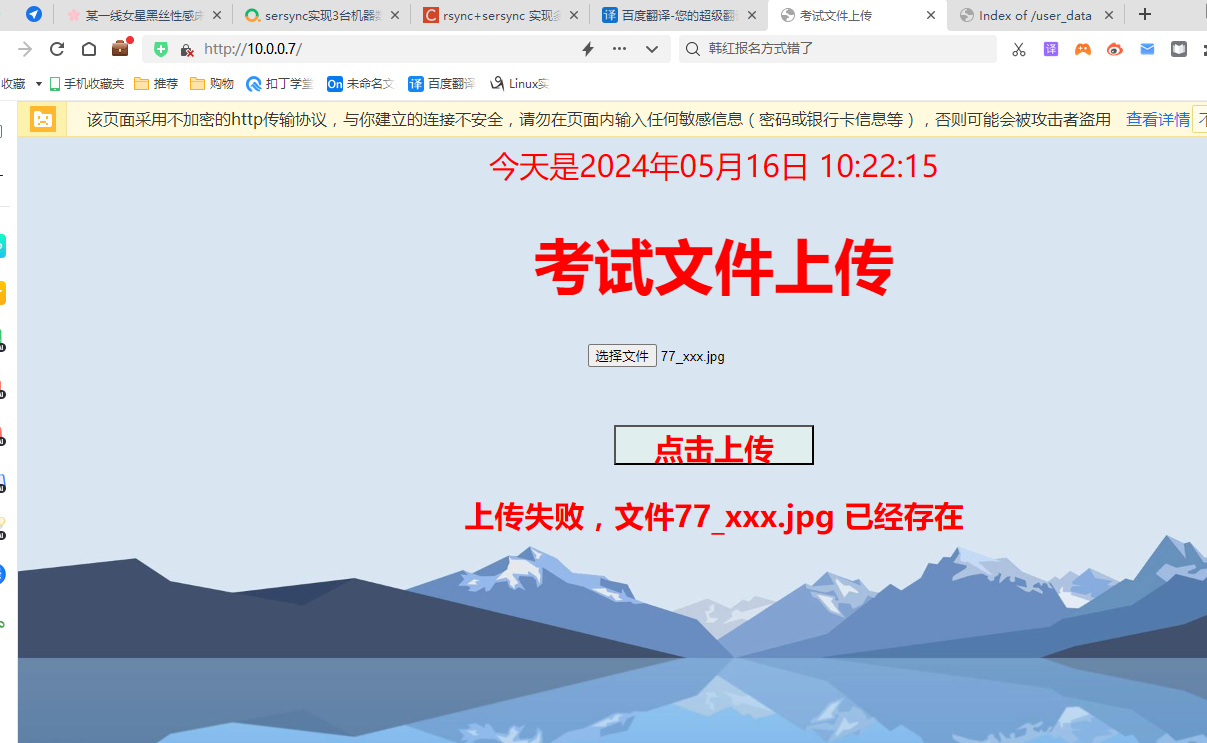 某一线女星黑丝性感
sersync实现3台机器
rsync+sersync 实现
百度翻译-您的超级翻
考试文件上传
Index of /user_data
http://10.0.0.7/
韩红报名方式错了
收藏
手机收藏夹
推荐
购物
扣丁学堂
On 未命名文
译 百度翻译
Linux实
该页面采用不加密的http传输协议，与你建立的连接不安全，请勿在页面内输入任何敏感信息（密码或银行卡信息等），否则可能会被攻击者盗用 查看详情
今天是2024年05月16日 10:22:15
考试文件上传
选择文件 77_xxx.jpg
点击上传
上传失败，文件77_xxx.jpg 已经存在